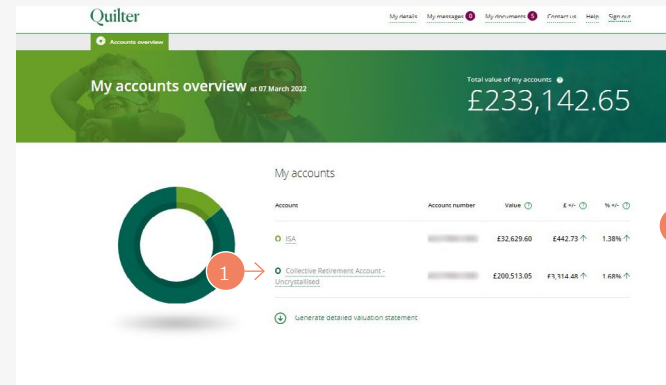 Quilter
My details My messages 0 My documents 5 Contact us Help Sign out
Accounts overview
My accounts overview at 07 March 2022
Total value of my accounts ?
£233,142.65
My accounts
Account Account number Value ? £ +/- ? % +/- ?
ISA £32,629.60 £442.73 ↑ 1.38% ↑
1
Collective Retirement Account -
Uncrystallised £200,513.05 £3,314.48 ↑ 1.68% ↑
Generate detailed valuation statement